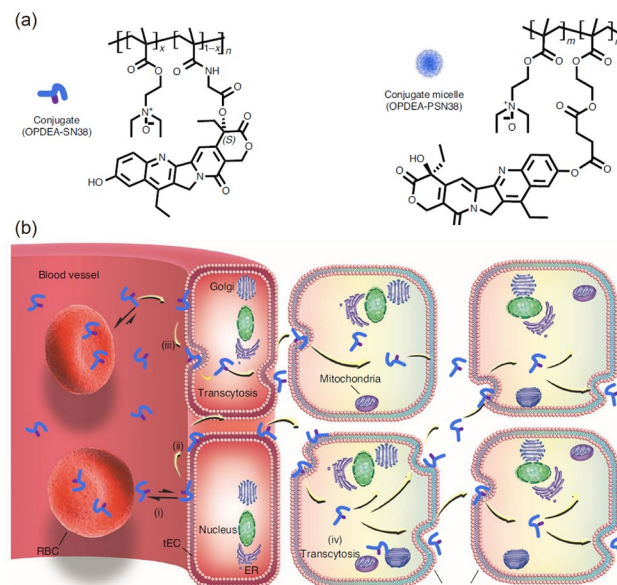 (a)
Conjugate
(OPDEA-SN38)
[ ]x [ ]1-x n
O O O NH
O O
N+
O
(S) O
N
HO N O
O
Conjugate micelle
(OPDEA-PSN38)
[ ]m [ ]
O O O O
O
N+
O
O
O
O
HO
O
O N N O
(b)
Blood vessel
Golgi
(iii)
Transcytosis
Mitochondria
(ii)
(i)
Nucleus
(iv)
Transcytosis
RBC
tEC
ER